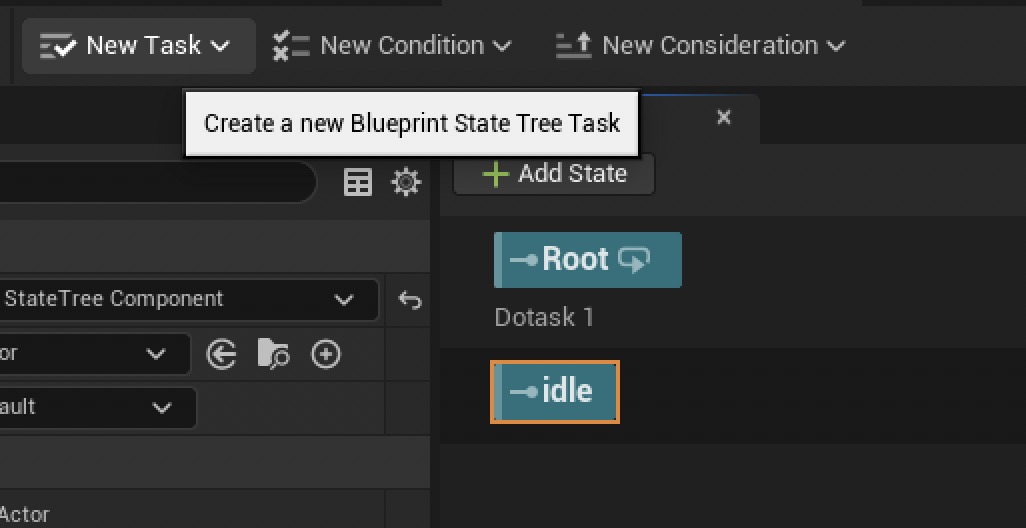 New Task
New Condition
New Consideration
Create a new Blueprint State Tree Task
Add State
Root
StateTree Component
Dotask 1
or
idle
ault
Actor